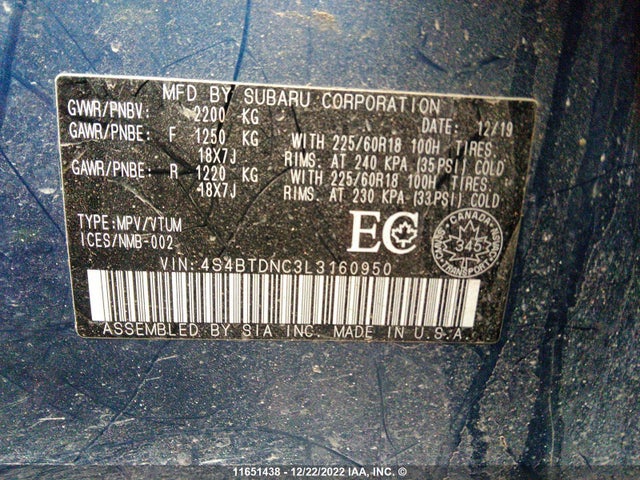 MFD BY SUBARU CORPORATION
GVWR/PNBV: 2200 KG DATE: 12/19
GAWR/PNBE: F 1250 KG WITH 225/60R18 100H TIRES
18X7J RIMS. AT 240 KPA (35PSI) COLD
GAWR/PNBE: R 1220 KG WITH 225/60R18 100H TIRES
18X7J RIMS. AT 230 KPA (33PSI) COLD
TYPE:MPV/VTUM
ICES/NMB-002
EC
CANADA
345
TRANSPORT
VIN:4S4BTDNC3L3160950
ASSEMBLED BY SIA INC. MADE IN U.S.A.
11651438 - 12/22/2022 IAA, INC. ©